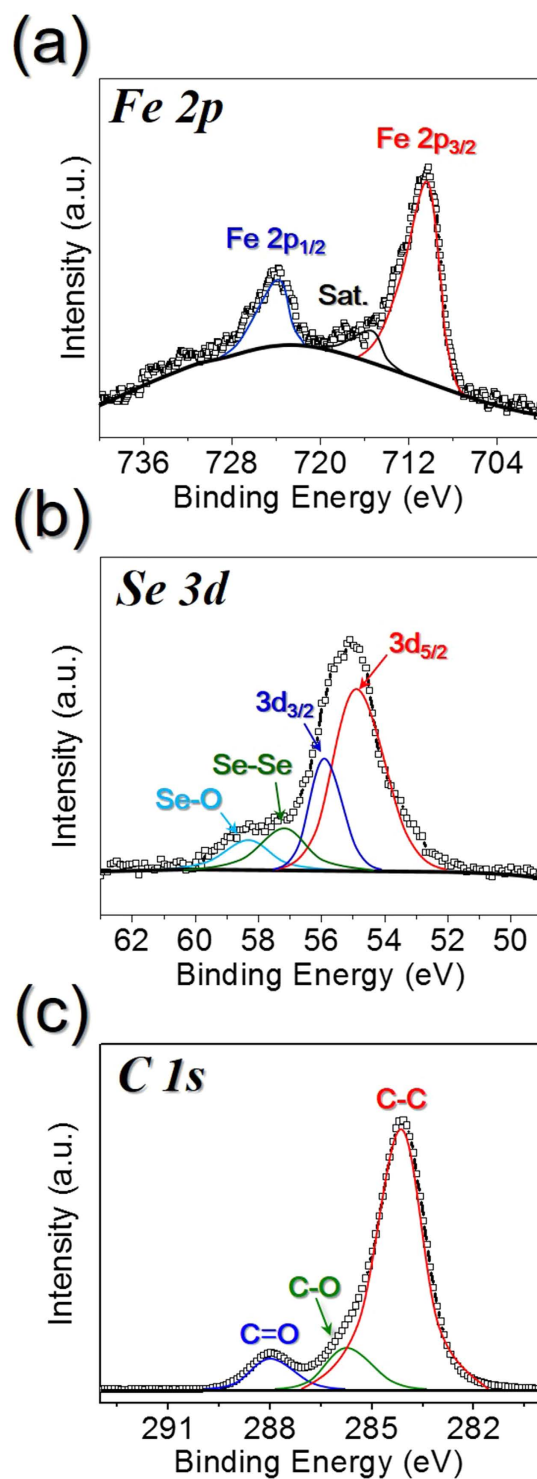 (a)
Fe 2p
Fe 2p3/2
Fe 2p1/2
Sat.
Intensity (a.u.)
736 728 720 712 704
Binding Energy (eV)
(b)
Se 3d
3d5/2
3d3/2
Se-Se
Se-O
Intensity (a.u.)
62 60 58 56 54 52 50
Binding Energy (eV)
(c)
C 1s
C-C
C-O
C=O
Intensity (a.u.)
291 288 285 282
Binding Energy (eV)